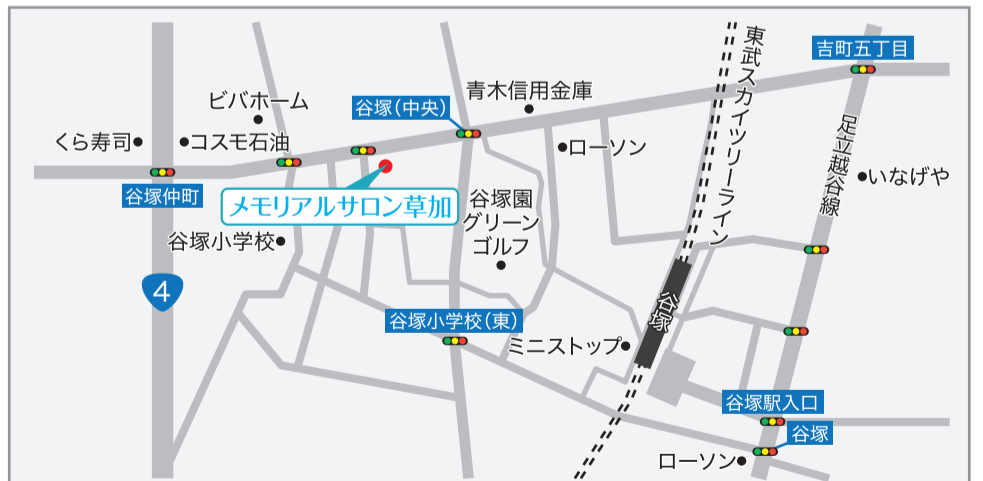 吉町五丁目
東武スカイツリーライン
青木信用金庫
ビバホーム
谷塚(中央)
くら寿司
コスモ石油
ローソン
足立越谷線
いなげや
谷塚仲町
メモリアルサロン草加
谷塚園
グリーン
ゴルフ
谷塚小学校
4
谷塚
谷塚小学校(東)
ミニストップ
谷塚駅入口
谷塚
ローソン